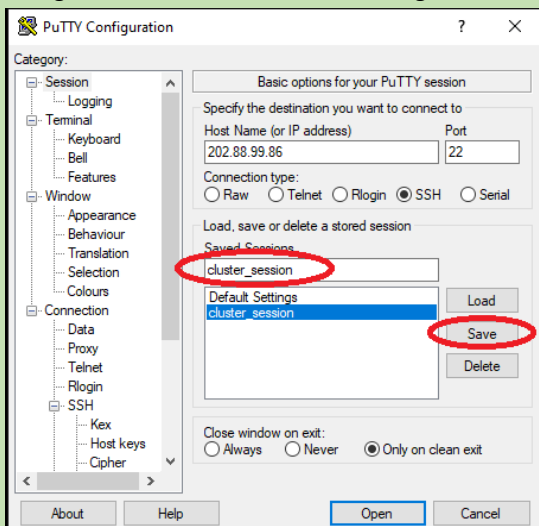 PuTTY Configuration ? ×
Category:
Session
Logging
Terminal
Keyboard
Bell
Features
Window
Appearance
Behaviour
Translation
Selection
Colours
Connection
Data
Proxy
Telnet
Rlogin
SSH
Kex
Host keys
Cipher
Basic options for your PuTTY session
Specify the destination you want to connect to
Host Name (or IP address) Port
202.88.99.86 22
Connection type:
Raw Telnet Rlogin SSH Serial
Load, save or delete a stored session
Saved Sessions
cluster_session
Default Settings
cluster_session
Load
Save
Delete
Close window on exit:
Always Never Only on clean exit
About Help Open Cancel